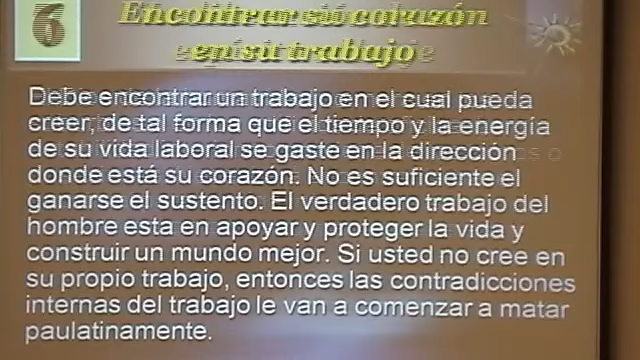 6
Encontrar su corazón
en su trabajo
Debe encontrar un trabajo en el cual pueda
creer, de tal forma que el tiempo y la energía
de su vida laboral se gaste en la dirección
donde está su corazón. No es suficiente el
ganarse el sustento. El verdadero trabajo del
hombre esta en apoyar y proteger la vida y
construir un mundo mejor. Si usted no cree en
su propio trabajo, entonces las contradicciones
internas del trabajo le van a comenzar a matar
paulatinamente.